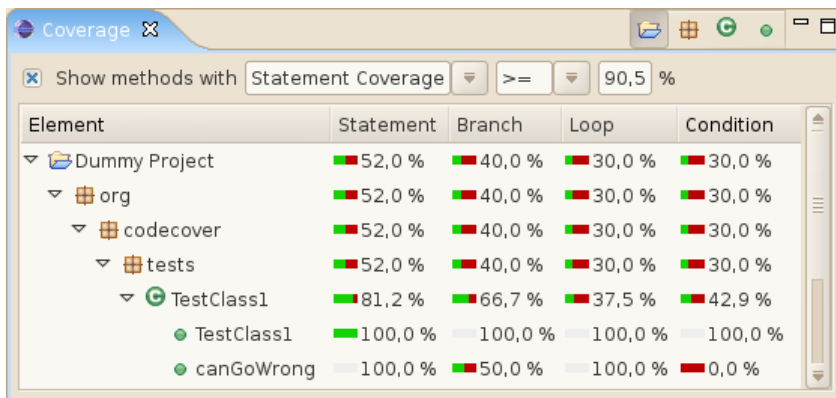 Coverage
Show methods with Statement Coverage >= 90,5 %
Element Statement Branch Loop Condition
Dummy Project 52,0 % 40,0 % 30,0 % 30,0 %
org 52,0 % 40,0 % 30,0 % 30,0 %
codecover 52,0 % 40,0 % 30,0 % 30,0 %
tests 52,0 % 40,0 % 30,0 % 30,0 %
TestClass1 81,2 % 66,7 % 37,5 % 42,9 %
TestClass1 100,0 % 100,0 % 100,0 % 100,0 %
canGoWrong 100,0 % 50,0 % 100,0 % 0,0 %